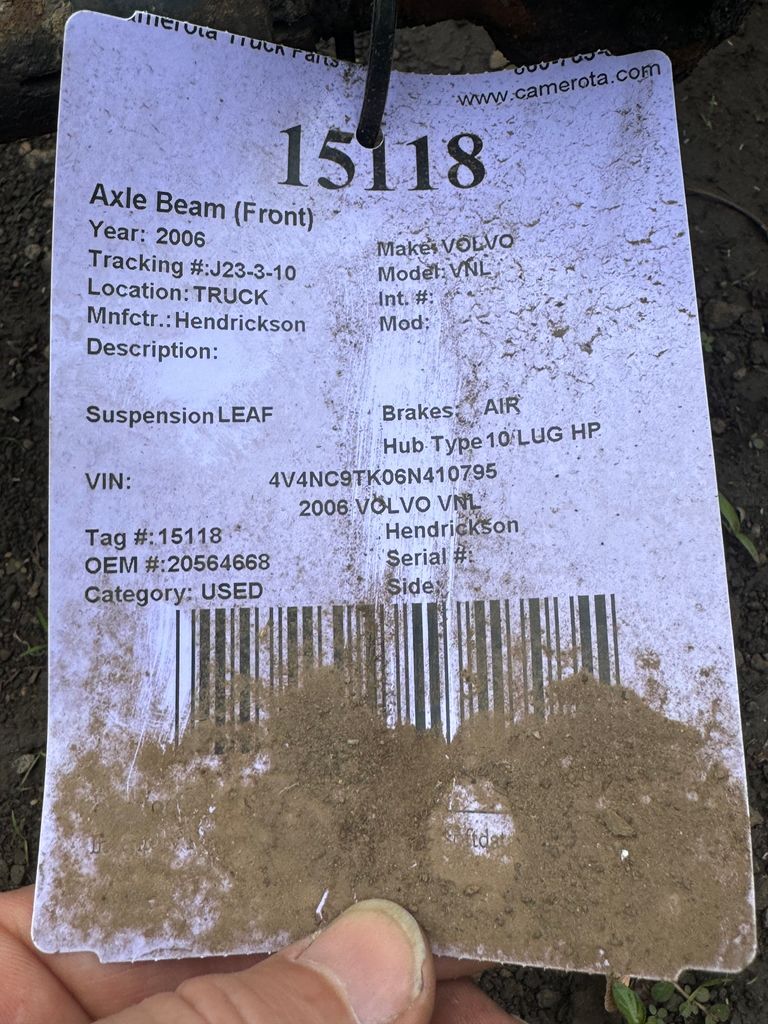 Truck Parts
www.camerota.com
15118
Axle Beam (Front)
Year: 2006
Make: VOLVO
Tracking #:J23-3-10
Model: VNL
Location: TRUCK
Int. #:
Mnfctr.: Hendrickson
Mod:
Description:
Suspension LEAF
Brakes: AIR
Hub Type 10 LUG HP
VIN: 4V4NC9TK06N410795
2006 VOLVO VNL
Hendrickson
Tag #:15118
OEM #:20564668
Serial #:
Category: USED
Side: